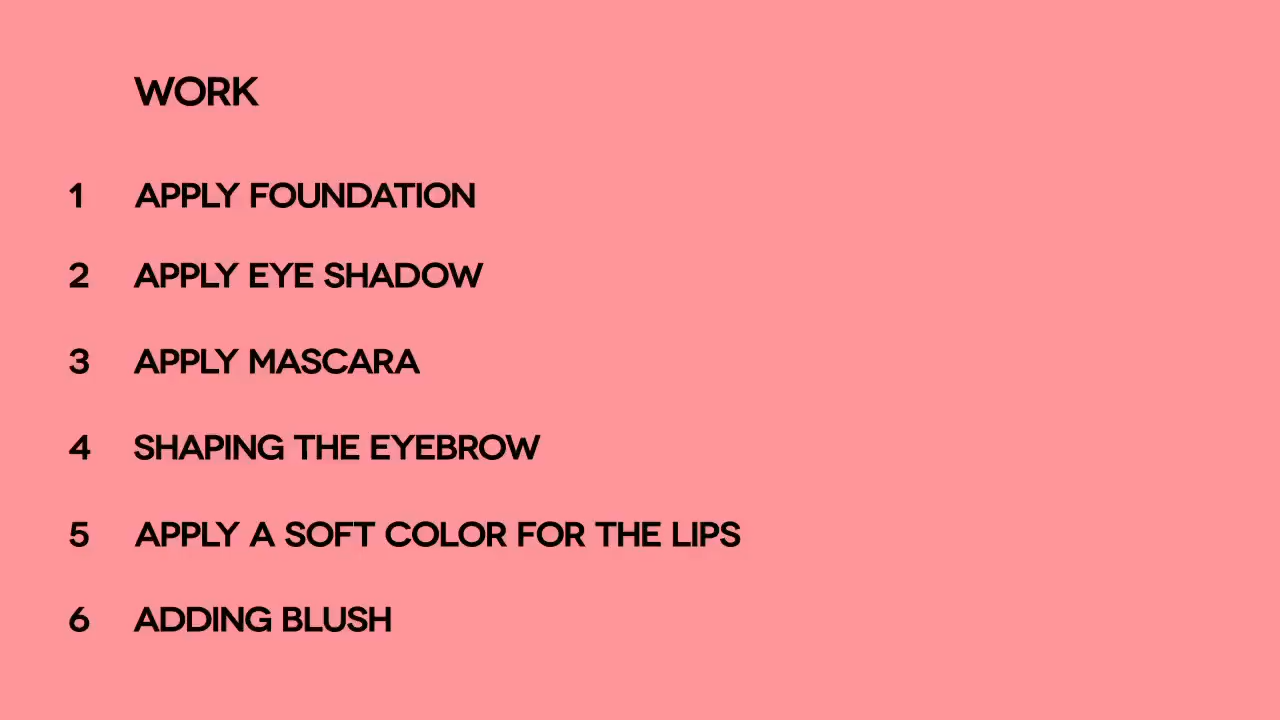 WORK
1 APPLY FOUNDATION
2 APPLY EYE SHADOW
3 APPLY MASCARA
4 SHAPING THE EYEBROW
5 APPLY A SOFT COLOR FOR THE LIPS
6 ADDING BLUSH